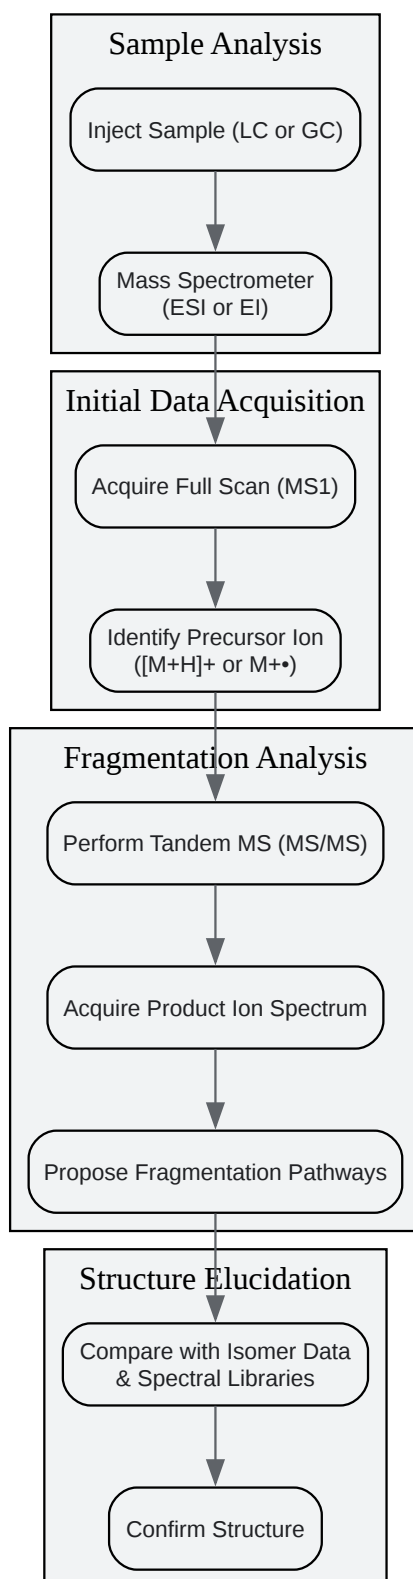 Sample Analysis
Inject Sample (LC or GC)
Mass Spectrometer
(ESI or EI)
Initial Data Acquisition
Acquire Full Scan (MS1)
Identify Precursor Ion
([M+H]+ or M+•)
Fragmentation Analysis
Perform Tandem MS (MS/MS)
Acquire Product Ion Spectrum
Propose Fragmentation Pathways
Structure Elucidation
Compare with Isomer Data
& Spectral Libraries
Confirm Structure